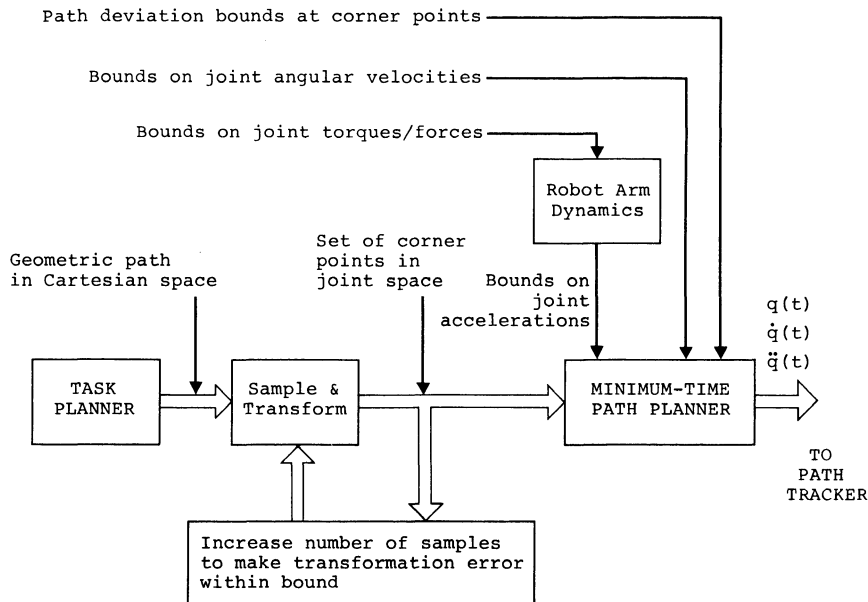 Path deviation bounds at corner points
Bounds on joint angular velocities
Bounds on joint torques/forces
Robot Arm
Dynamics
Geometric path
in Cartesian space
Set of corner
points in
joint space
Bounds on
joint
accelerations
q(t)
q̇(t)
q̈(t)
TASK
PLANNER
Sample &
Transform
MINIMUM-TIME
PATH PLANNER
TO
PATH
TRACKER
Increase number of samples
to make transformation error
within bound